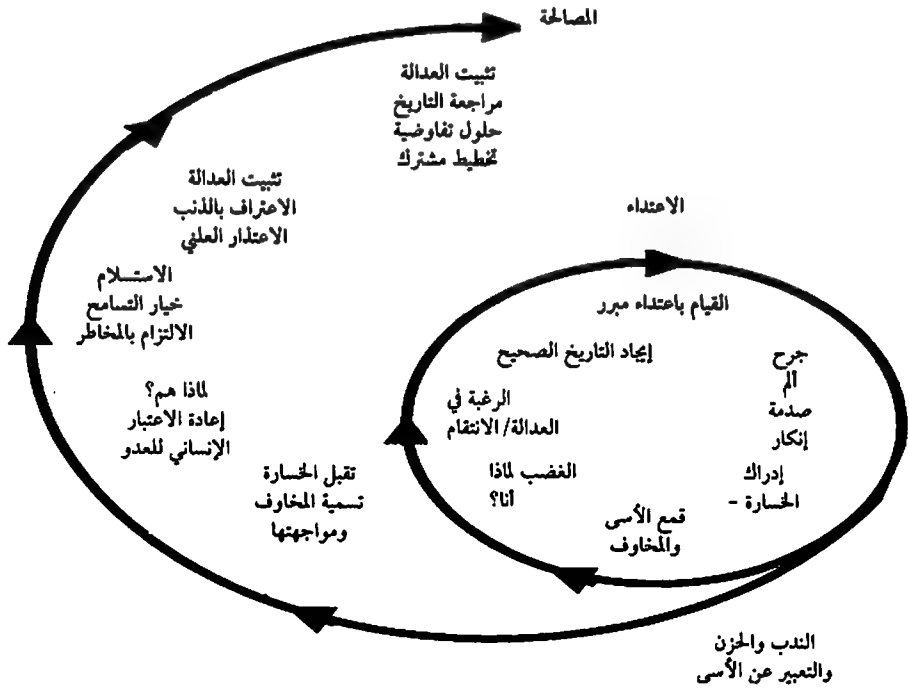 المصالحة
تثبيت العدالة
مراجعة التاريخ
حلول تفاوضية
تخطيط مشترك
تثبيت العدالة
الاعتراف بالذنب
الاعتذار العلني
الاستسلام
خيار التسامح
الالتزام بالمخاطر
لماذا هم؟
إعادة الاعتبار
الإنساني للعدو
تقبل الخسارة
تسمية المخاوف
ومواجهتها
الاعتداء
القيام باعتداء مبرر
إيجاد التاريخ الصحيح
الرغبة في
العدالة/ الانتقام
الغضب لماذا
أنا؟
قمع الأسى
والمخاوف
جرح
ألم
صدمة
إنكار
إدراك
الخسارة -
الندب والحزن
والتعبير عن الأسى